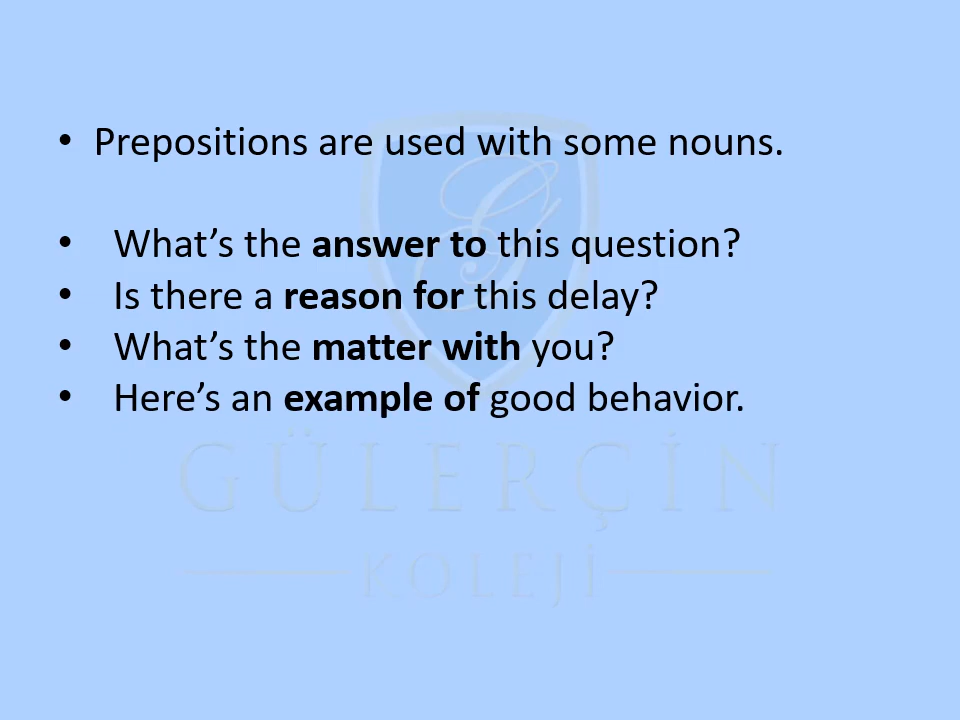 • Prepositions are used with some nouns.
• What’s the answer to this question?
• Is there a reason for this delay?
• What’s the matter with you?
• Here’s an example of good behavior.
GÜLERÇİN
KOLEJİ